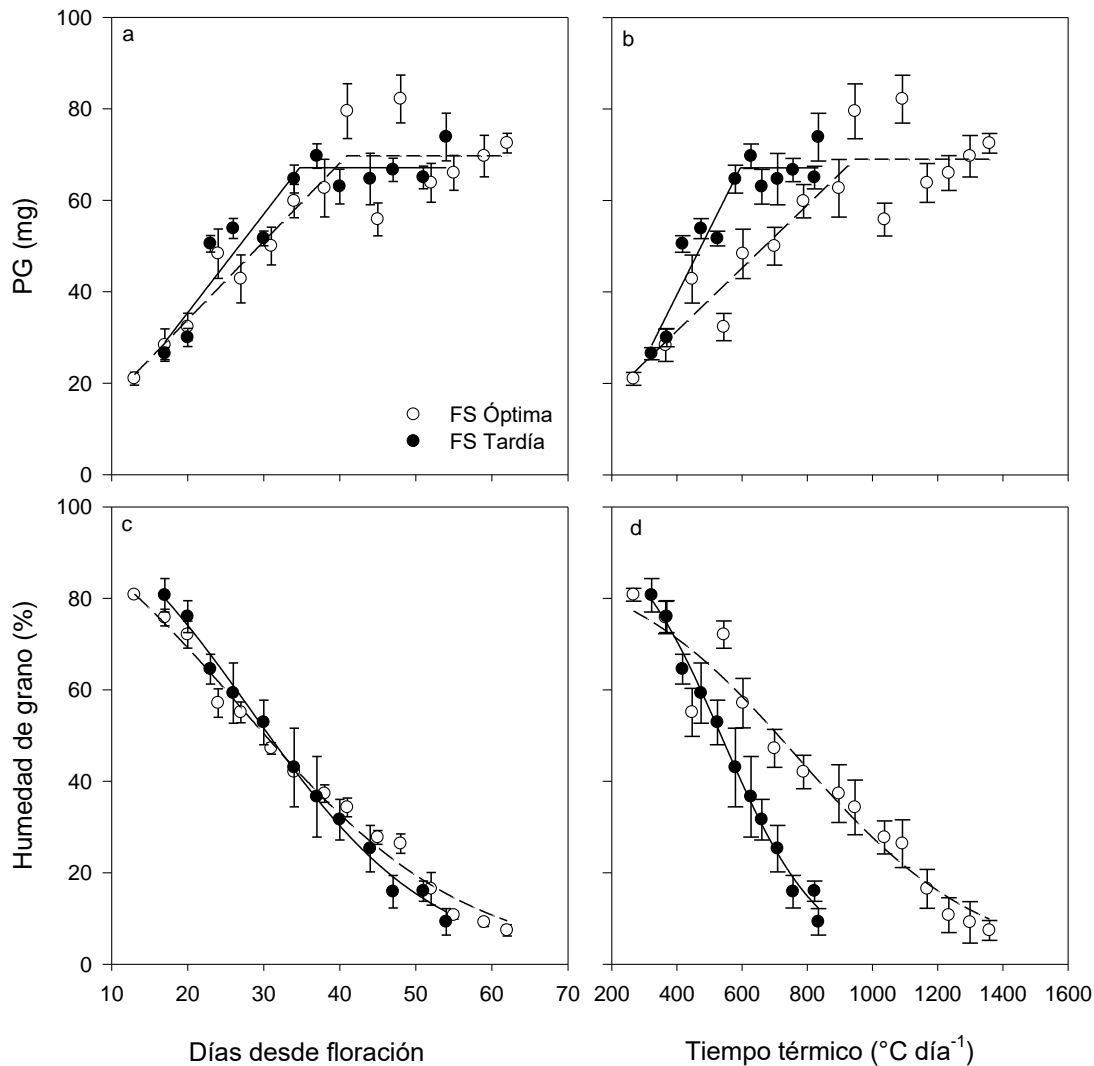 100
80
60
40
20
0
PG (mg)
a
FS Óptima
FS Tardía
b
100
80
60
40
20
0
Humedad de grano (%)
c
d
10 20 30 40 50 60 70
200 400 600 800 1000 1200 1400 1600
Días desde floración
Tiempo térmico (°C día⁻¹)